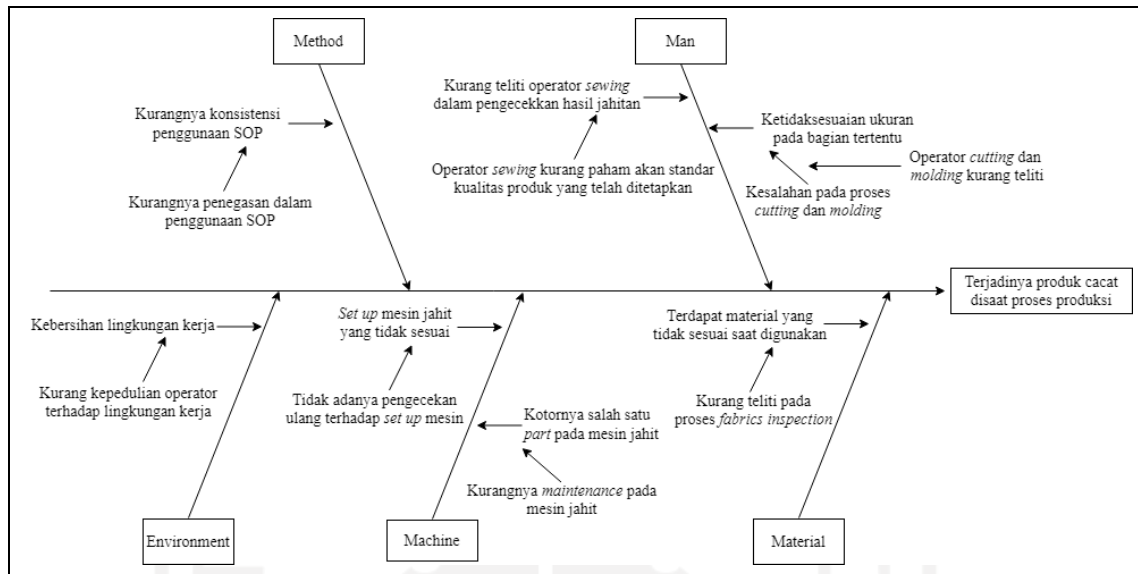 Method
Man
Kurang teliti operator sewing
dalam pengecekkan hasil jahitan
Kurangnya konsistensi
penggunaan SOP
Ketidaksesuaian ukuran
pada bagian tertentu
Operator cutting dan
molding kurang teliti
Operator sewing kurang paham akan standar
kualitas produk yang telah ditetapkan
Kesalahan pada proses
cutting dan molding
Kurangnya penegasan dalam
penggunaan SOP
Terjadinya produk cacat
disaat proses produksi
Kebersihan lingkungan kerja
Set up mesin jahit
yang tidak sesuai
Terdapat material yang
tidak sesuai saat digunakan
Kurang kepedulian operator
terhadap lingkungan kerja
Tidak adanya pengecekan
ulang terhadap set up mesin
Kotornya salah satu
part pada mesin jahit
Kurang teliti pada
proses fabrics inspection
Kurangnya maintenance pada
mesin jahit
Environment
Machine
Material